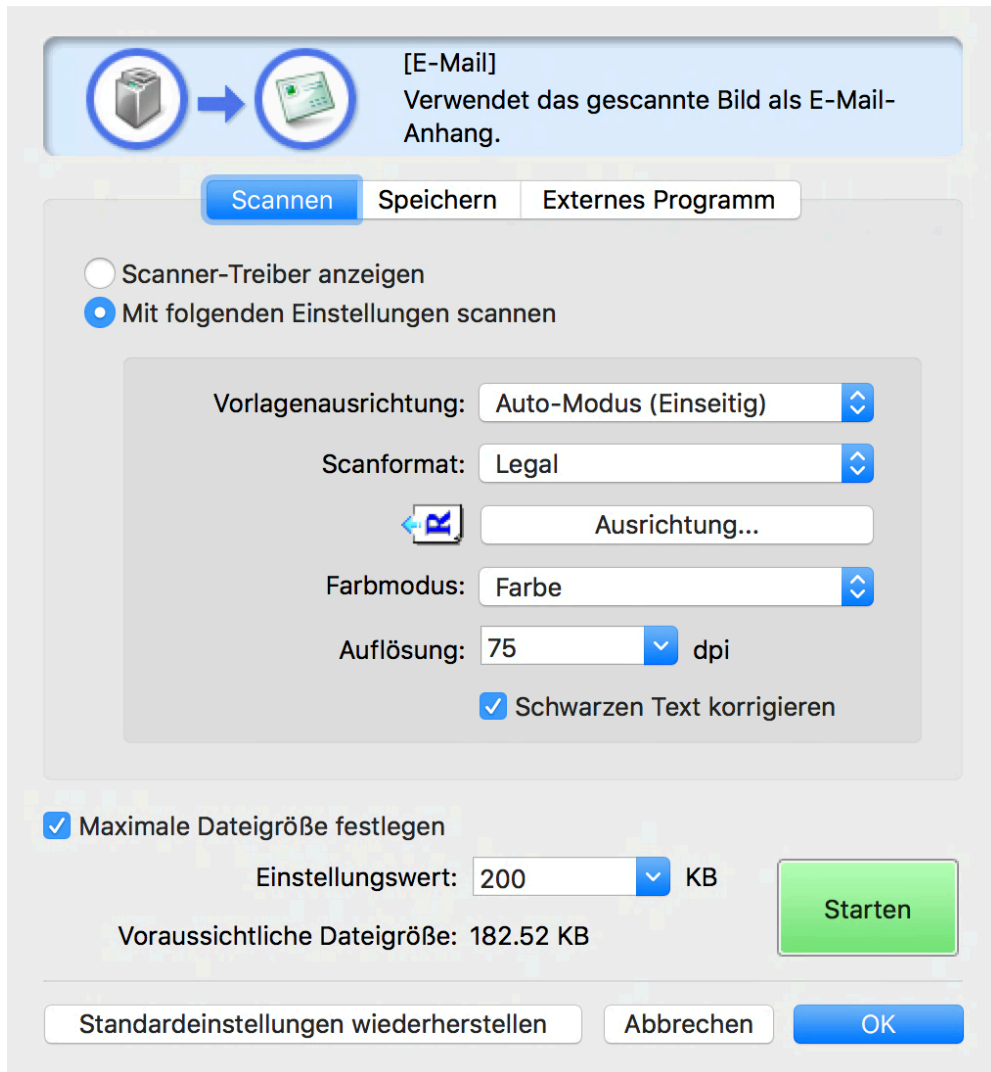 [E-Mail]
Verwendet das gescannte Bild als E-Mail-
Anhang.
Scannen Speichern Externes Programm
Scanner-Treiber anzeigen
Mit folgenden Einstellungen scannen
Vorlagenausrichtung: Auto-Modus (Einseitig)
Scanformat: Legal
R Ausrichtung...
Farbmodus: Farbe
Auflösung: 75 dpi
Schwarzen Text korrigieren
Maximale Dateigröße festlegen
Einstellungswert: 200 KB
Starten
Voraussichtliche Dateigröße: 182.52 KB
Standardeinstellungen wiederherstellen Abbrechen OK